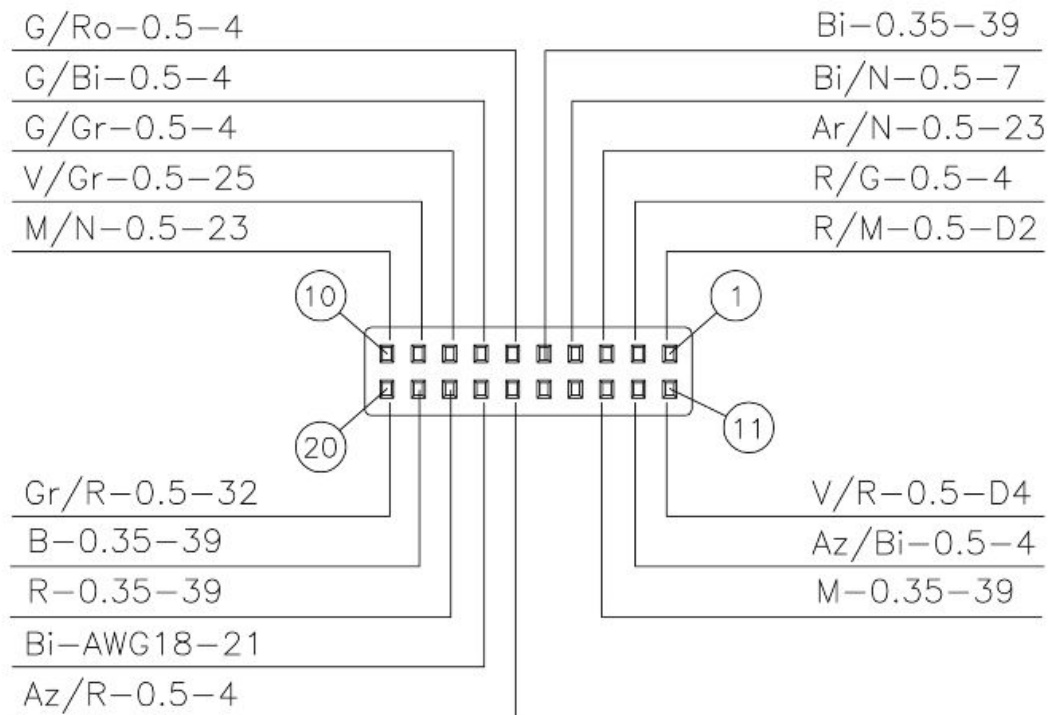 G/Ro-0.5-4
G/Bi-0.5-4
G/Gr-0.5-4
V/Gr-0.5-25
M/N-0.5-23
Bi-0.35-39
Bi/N-0.5-7
Ar/N-0.5-23
R/G-0.5-4
R/M-0.5-D2
10
1
20
11
Gr/R-0.5-32
B-0.35-39
R-0.35-39
Bi-AWG18-21
Az/R-0.5-4
V/R-0.5-D4
Az/Bi-0.5-4
M-0.35-39